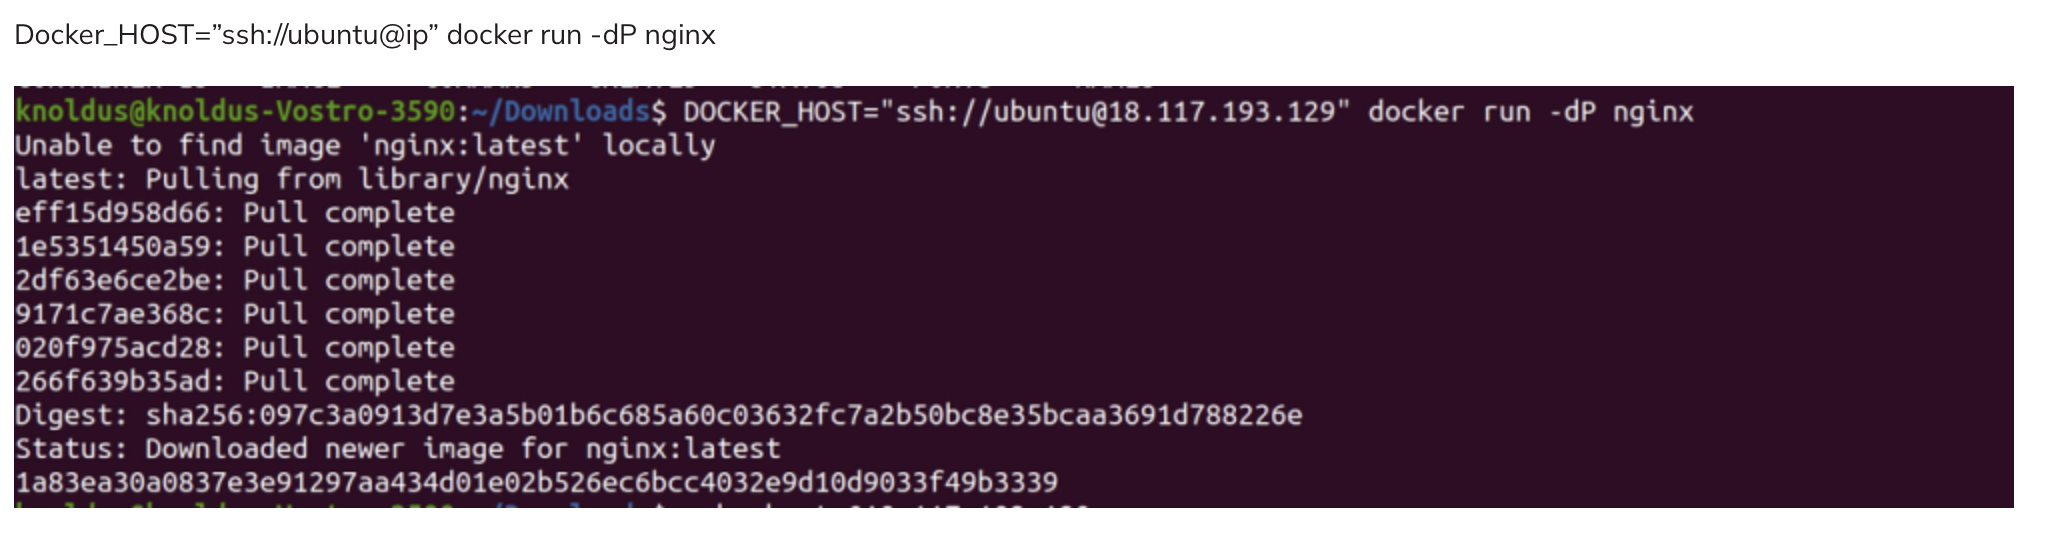 Docker_HOST=”ssh://ubuntu@ip” docker run -dP nginx
knoldus@knoldus-Vostro-3590:~/Downloads$ DOCKER_HOST="ssh://ubuntu@18.117.193.129" docker run -dP nginx
Unable to find image 'nginx:latest' locally
latest: Pulling from library/nginx
eff15d958d66: Pull complete
1e5351450a59: Pull complete
2df63e6ce2be: Pull complete
9171c7ae368c: Pull complete
020f975acd28: Pull complete
266f639b35ad: Pull complete
Digest: sha256:097c3a0913d7e3a5b01b6c685a60c03632fc7a2b50bc8e35bcaa3691d788226e
Status: Downloaded newer image for nginx:latest
1a83ea30a0837e3e91297aa434d01e02b526ec6bcc4032e9d10d9033f49b3339